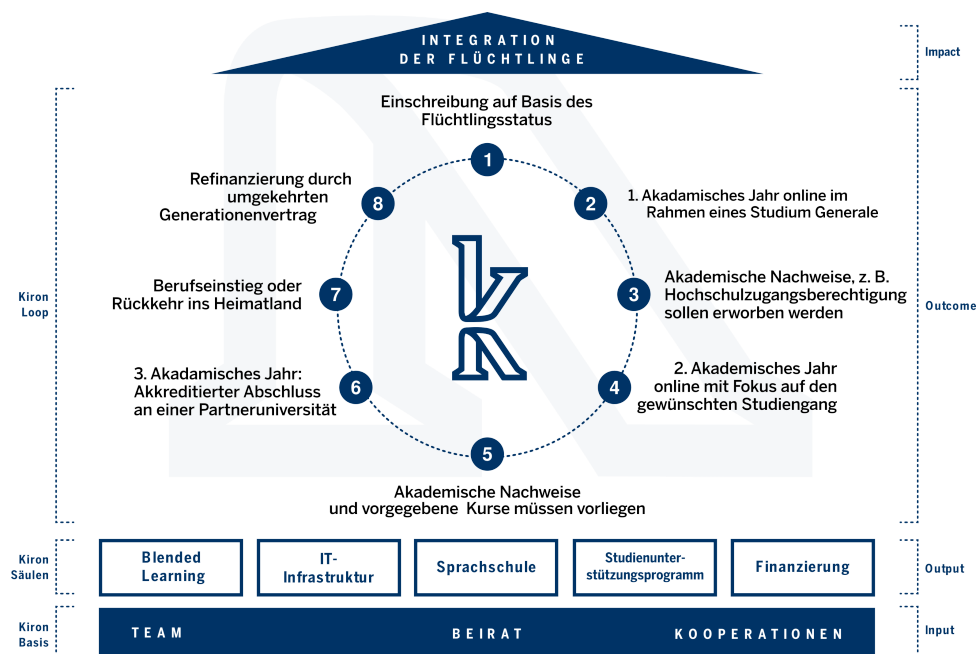 INTEGRATION
DER FLÜCHTLINGE
Impact
Einschreibung auf Basis des
Flüchtlingsstatus
1
2
1. Akadamisches Jahr online im
Rahmen eines Studium Generale
3
Akademische Nachweise, z. B.
Hochschulzugangsberechtigung
sollen erworben werden
4
2. Akademisches Jahr
online mit Fokus auf den
gewünschten Studiengang
5
Akademische Nachweise
und vorgegebene Kurse müssen vorliegen
6
3. Akadamisches Jahr:
Akkreditierter Abschluss
an einer Partneruniversität
7
Berufseinstieg oder
Rückkehr ins Heimatland
8
Refinanzierung durch
umgekehrten
Generationenvertrag
k
Kiron
Loop
Outcome
Kiron
Säulen
Blended
Learning
IT-
Infrastruktur
Sprachschule
Studienunter-
stützungsprogramm
Finanzierung
Output
Kiron
Basis
TEAM
BEIRAT
KOOPERATIONEN
Input